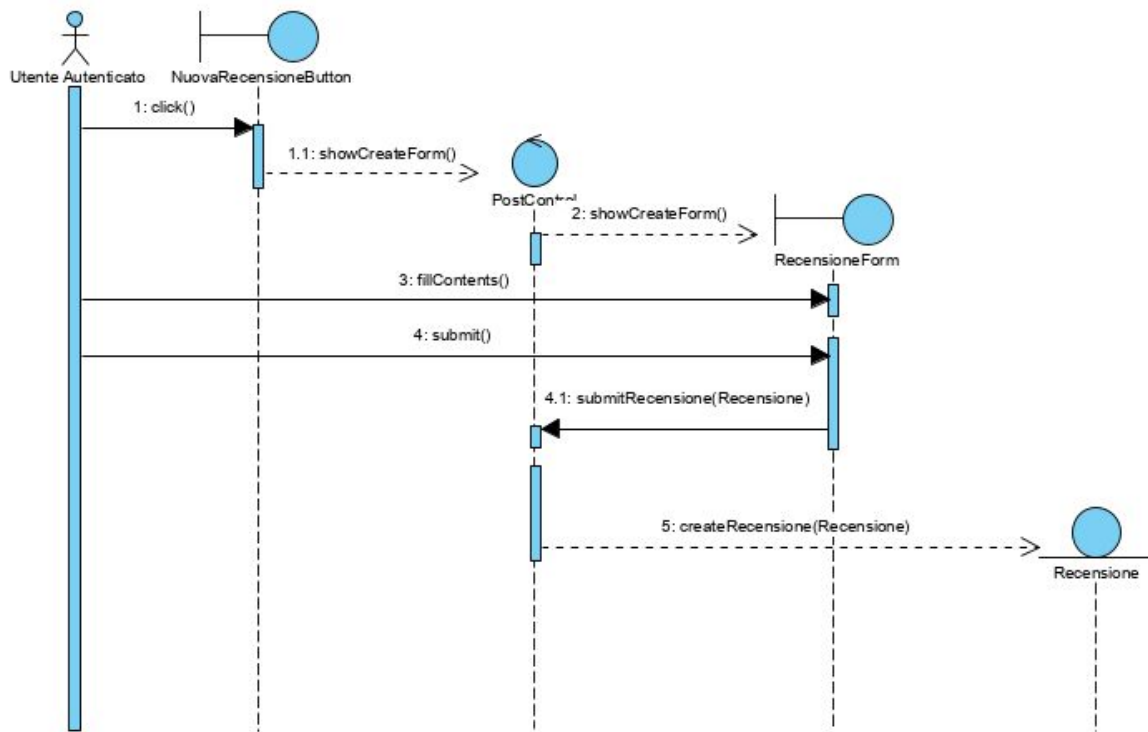 Utente Autenticato
NuovaRecensioneButton
1: click()
1.1: showCreateForm()
PostControl
2: showCreateForm()
RecensioneForm
3: fillContents()
4: submit()
4.1: submitRecensione(Recensione)
5: createRecensione(Recensione)
Recensione